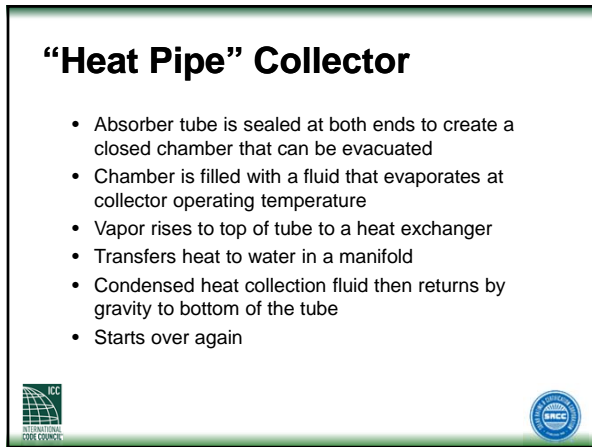 “Heat Pipe” Collector
• Absorber tube is sealed at both ends to create a
closed chamber that can be evacuated
• Chamber is filled with a fluid that evaporates at
collector operating temperature
• Vapor rises to top of tube to a heat exchanger
• Transfers heat to water in a manifold
• Condensed heat collection fluid then returns by
gravity to bottom of the tube
• Starts over again
ICC
INTERNATIONAL
CODE COUNCIL
SRCC